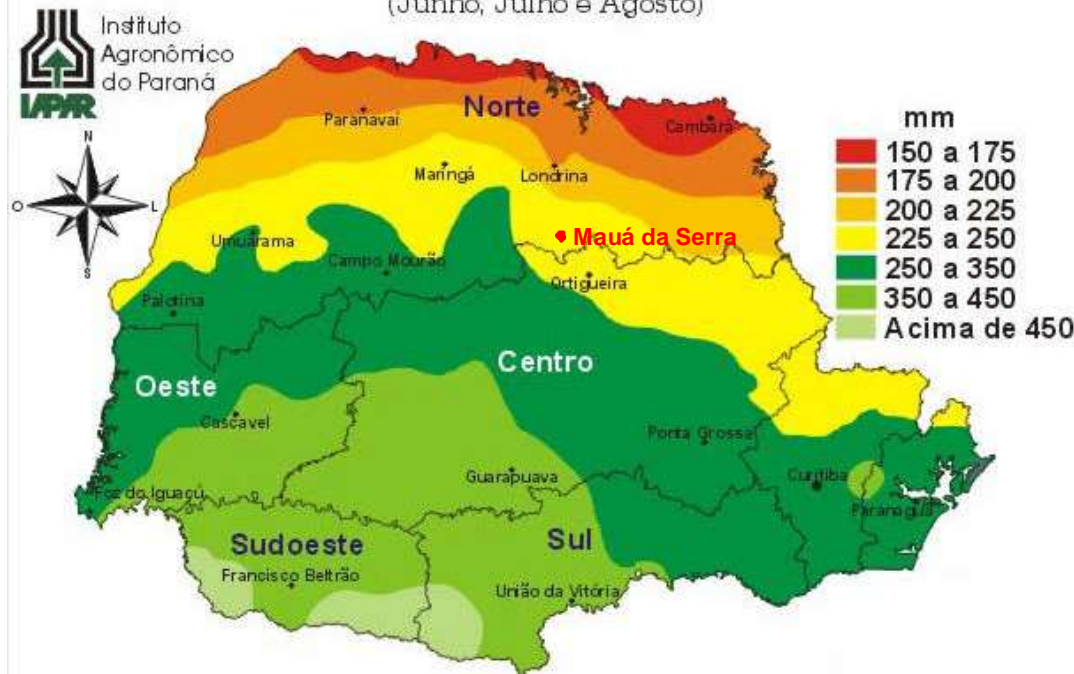 (Junho, Julho e Agosto)
Instituto
Agronômico
do Paraná
IAPAR
N
O
L
S
Norte
Paranavaí
Cambará
Maringá
Londrina
Mauá da Serra
Umuarama
Campo Mourão
Ortigueira
Palotina
Centro
Oeste
Cascavel
Ponta Grossa
Guarapuava
Curitiba
Foz do Iguaçú
Paranaguá
Sudoeste
Sul
Francisco Beltrão
União da Vitória
mm
150 a 175
175 a 200
200 a 225
225 a 250
250 a 350
350 a 450
Acima de 450